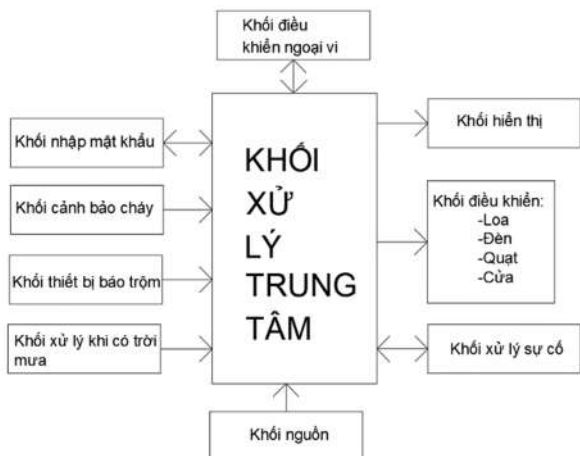 Khối điều
khiển ngoại vi
Khối nhập mật khẩu
Khối cảnh bảo cháy
Khối thiết bị báo trộm
Khối xử lý khi có trời
mưa
KHỐI
XỬ
LÝ
TRUNG
TÂM
Khối hiển thị
Khối điều khiển:
-Loa
-Đèn
-Quạt
-Cửa
Khối xử lý sự cố
Khối nguồn